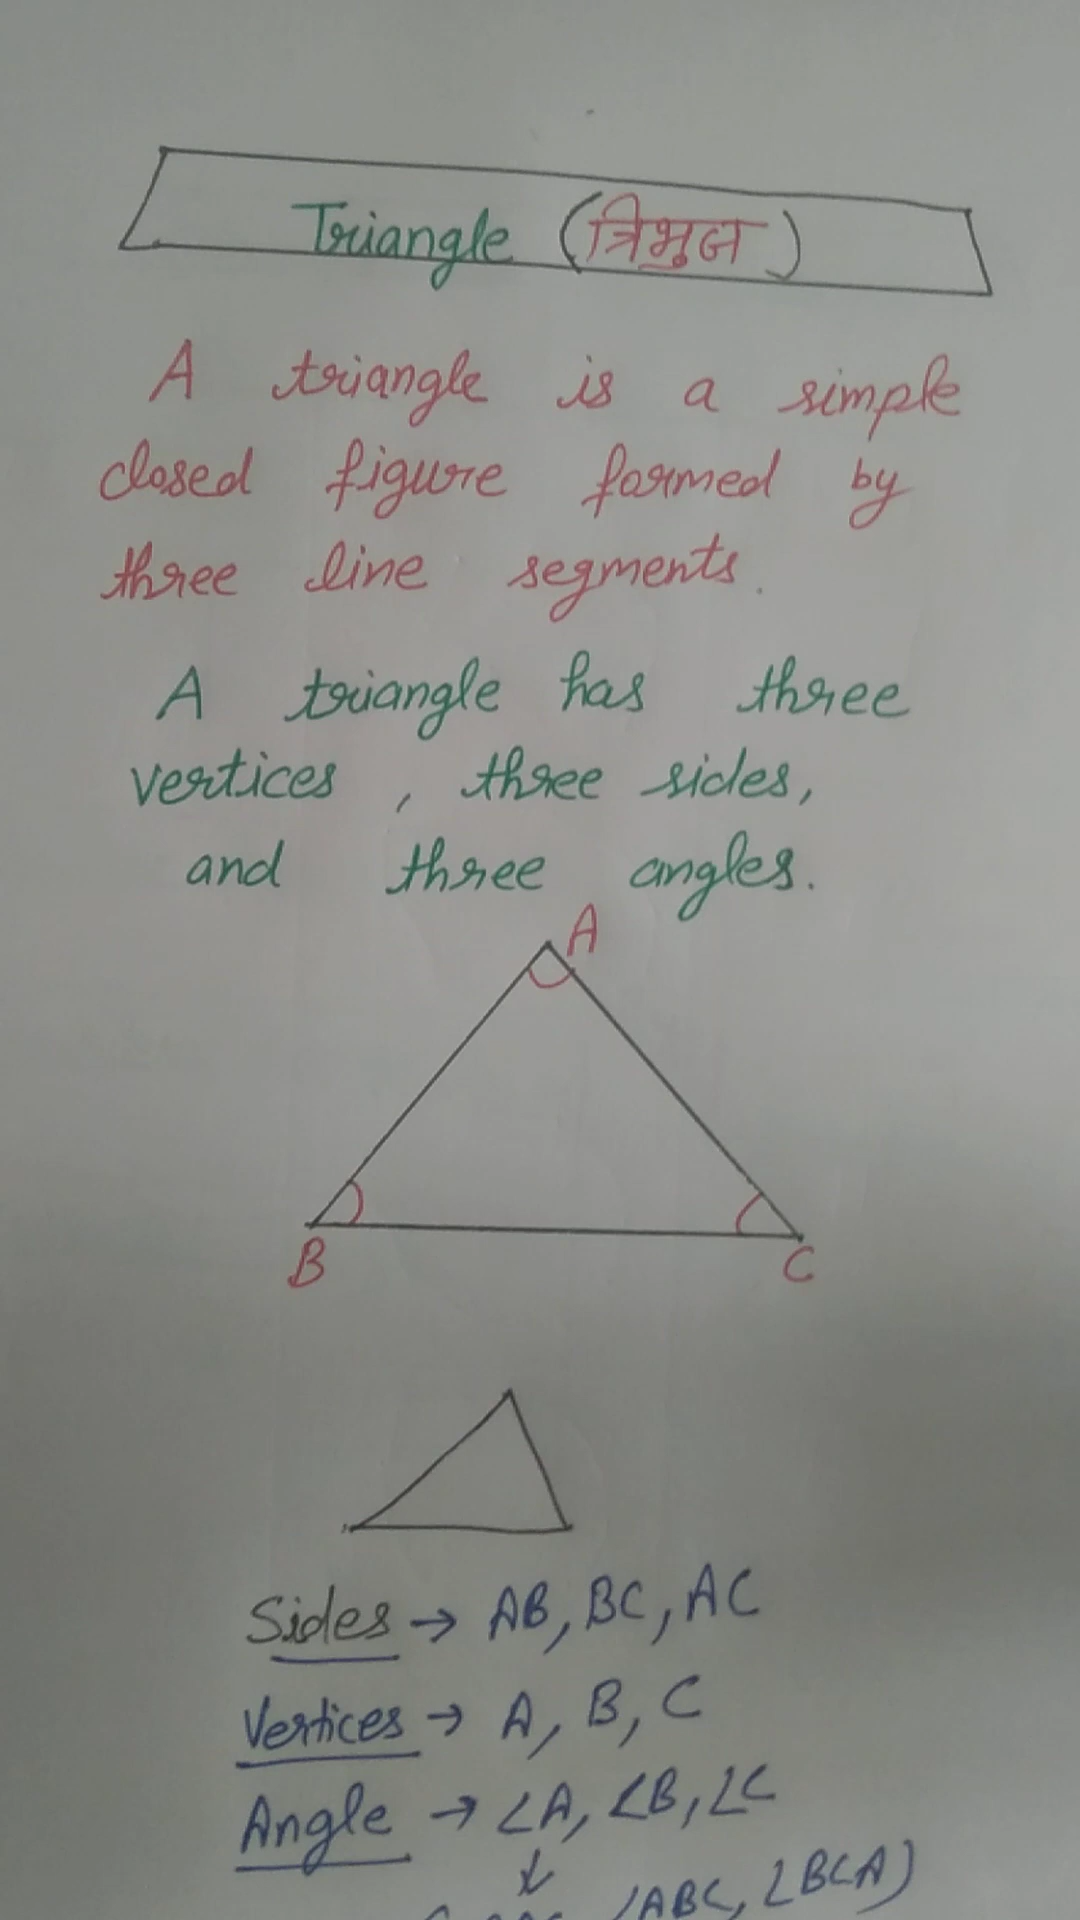 Triangle (त्रिभुज)
A triangle is a simple
closed figure formed by
three line segments.
A triangle has three
vertices, three sides,
and three angles.
A
B
C
Sides → AB, BC, AC
Vertices → A, B, C
Angle → ∠A, ∠B, ∠C
↓
∠ABC, ∠BCA)